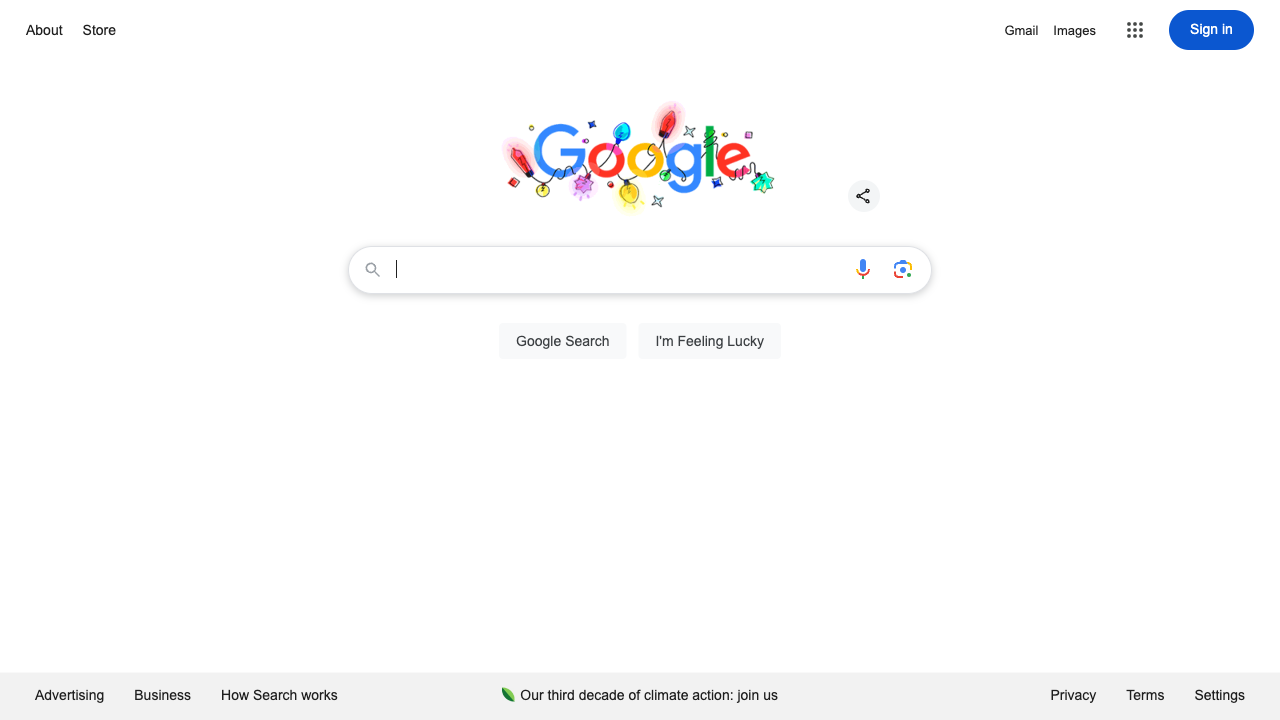 About Store
Gmail Images Sign in
Google
Google Search I'm Feeling Lucky
Advertising Business How Search works
Our third decade of climate action: join us
Privacy Terms Settings